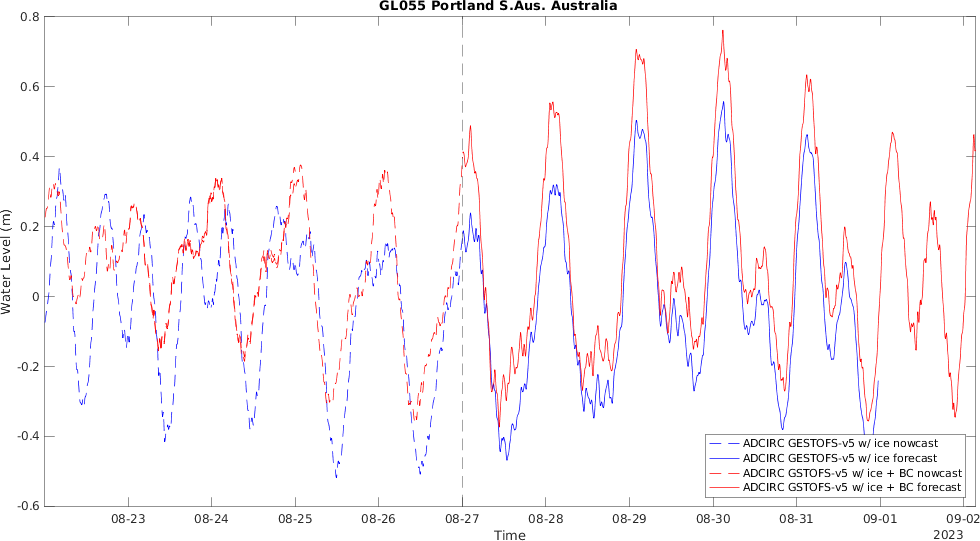 GL055 Portland S.Aus. Australia
0.8
0.6
0.4
0.2
0
-0.2
-0.4
-0.6
Water Level (m)
08-23 08-24 08-25 08-26 08-27 08-28 08-29 08-30 08-31 09-01 09-02
Time
2023
ADCIRC GESTOFS-v5 w/ ice nowcast
ADCIRC GESTOFS-v5 w/ ice forecast
ADCIRC GSTOFS-v5 w/ ice + BC nowcast
ADCIRC GSTOFS-v5 w/ ice + BC forecast